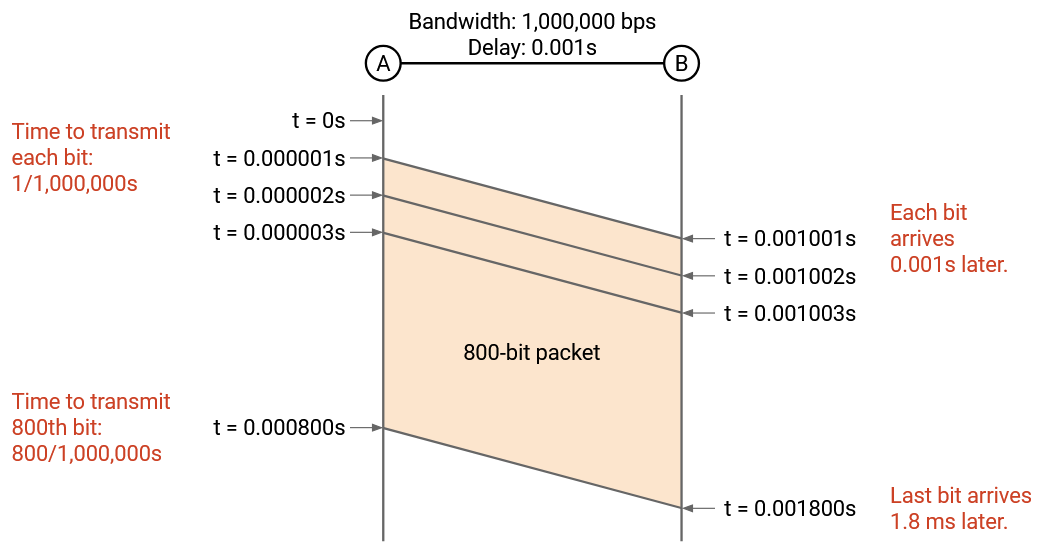 Bandwidth: 1,000,000 bps
Delay: 0.001s
A
B
t = 0s
Time to transmit
each bit:
1/1,000,000s
t = 0.000001s
t = 0.000002s
t = 0.000003s
Each bit
arrives
0.001s later.
t = 0.001001s
t = 0.001002s
t = 0.001003s
800-bit packet
Time to transmit
800th bit:
800/1,000,000s
t = 0.000800s
t = 0.001800s
Last bit arrives
1.8 ms later.